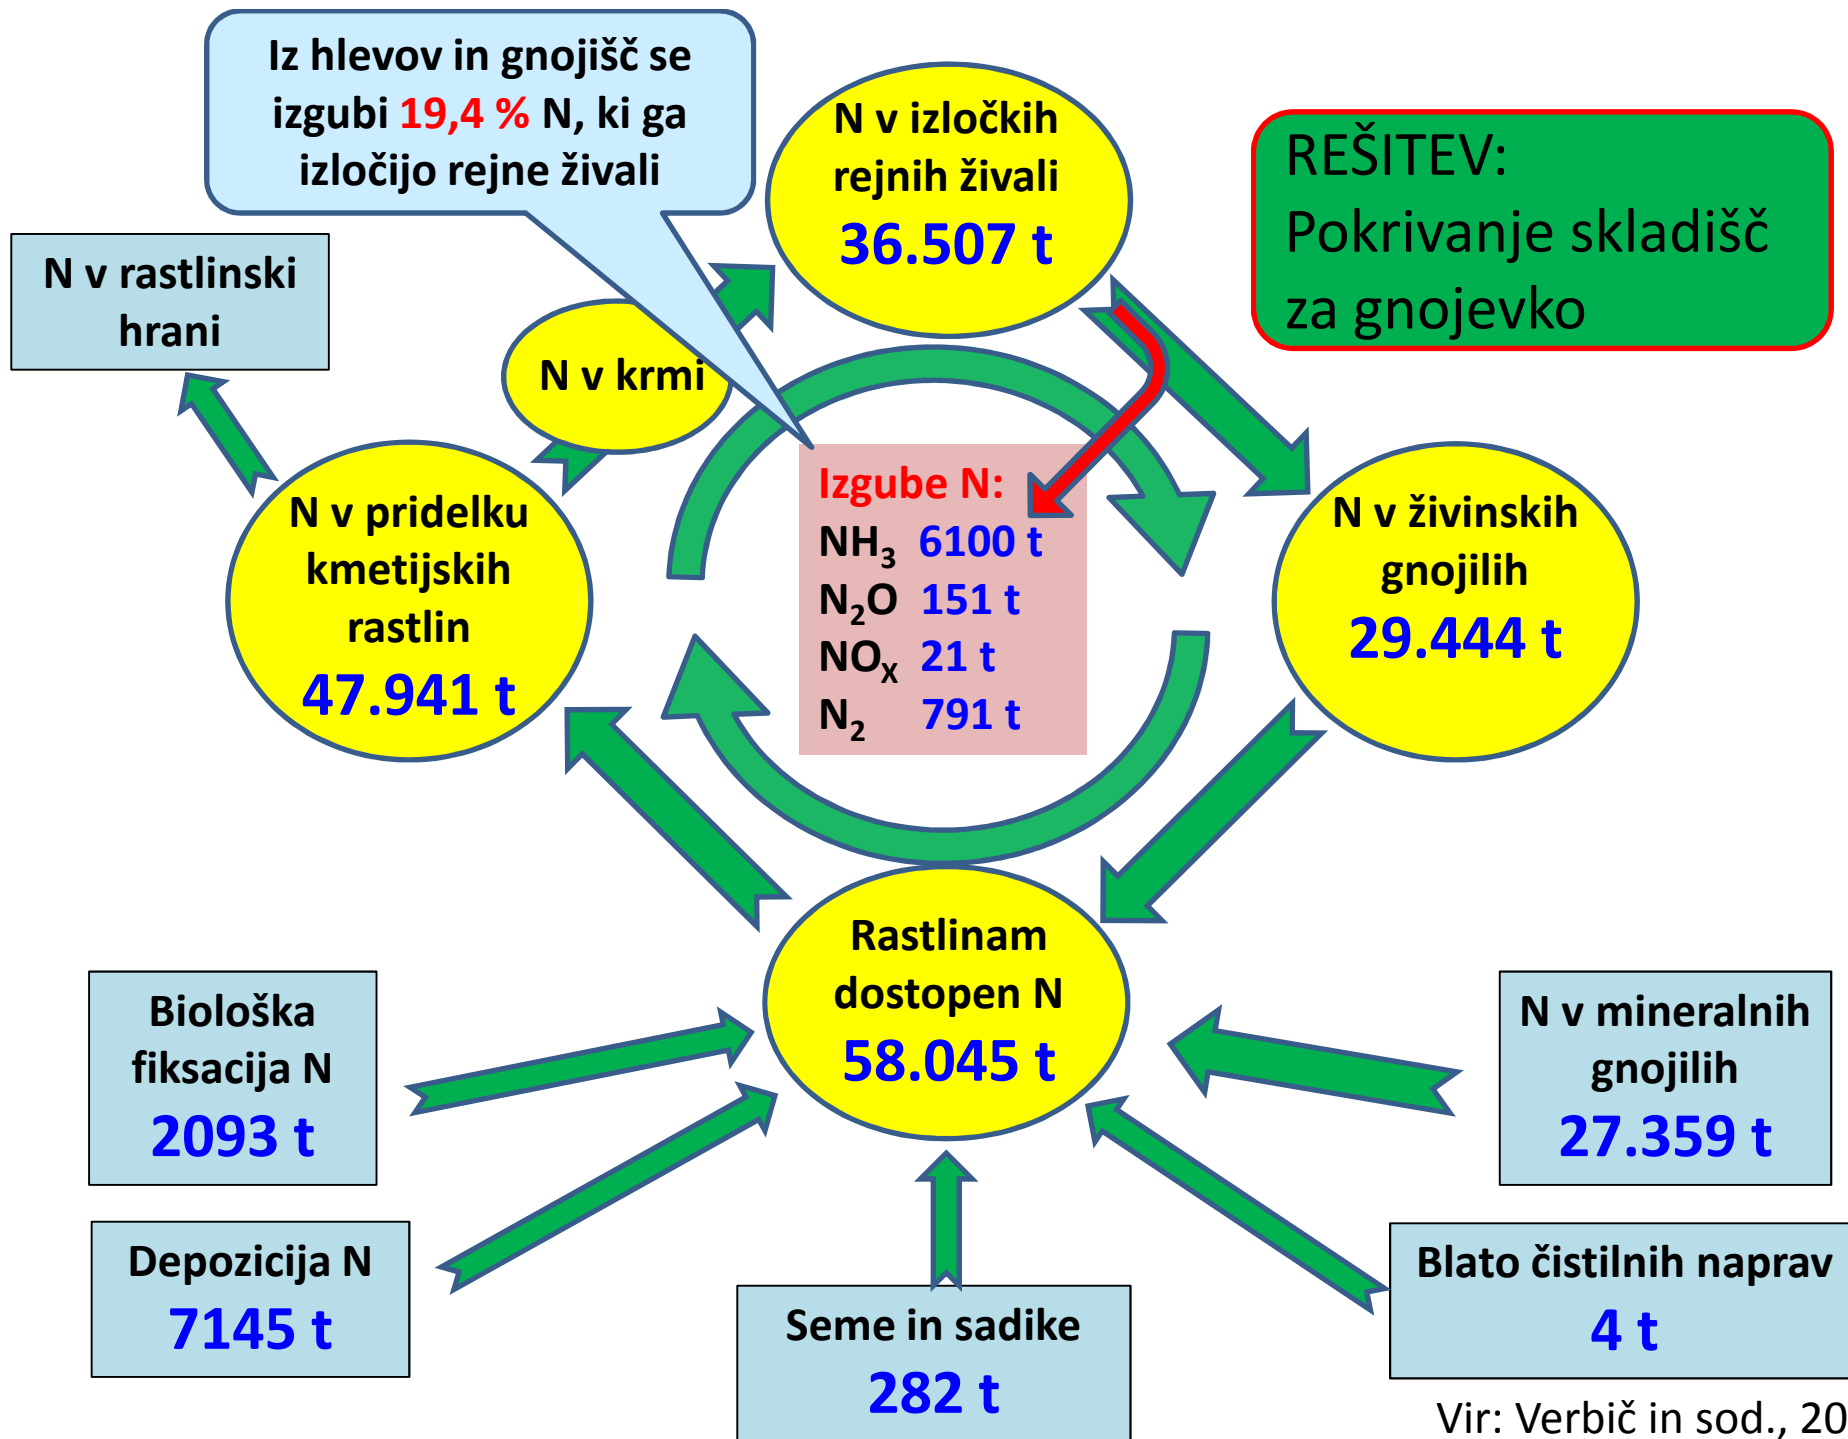 Iz hlevov in gnojišč se
izgubi 19,4 % N, ki ga
izločijo rejne živali
N v izločkih
rejnih živali
36.507 t
REŠITEV:
Pokrivanje skladišč
za gnojevko
N v rastlinski
hrani
N v krmi
N v pridelku
kmetijskih
rastlin
47.941 t
Izgube N:
NH₃ 6100 t
N₂O 151 t
NOₓ 21 t
N₂ 791 t
N v živinskih
gnojilih
29.444 t
Rastlinam
dostopen N
58.045 t
Biološka
fiksacija N
2093 t
N v mineralnih
gnojilih
27.359 t
Depozicija N
7145 t
Seme in sadike
282 t
Blato čistilnih naprav
4 t
Vir: Verbič in sod., 20